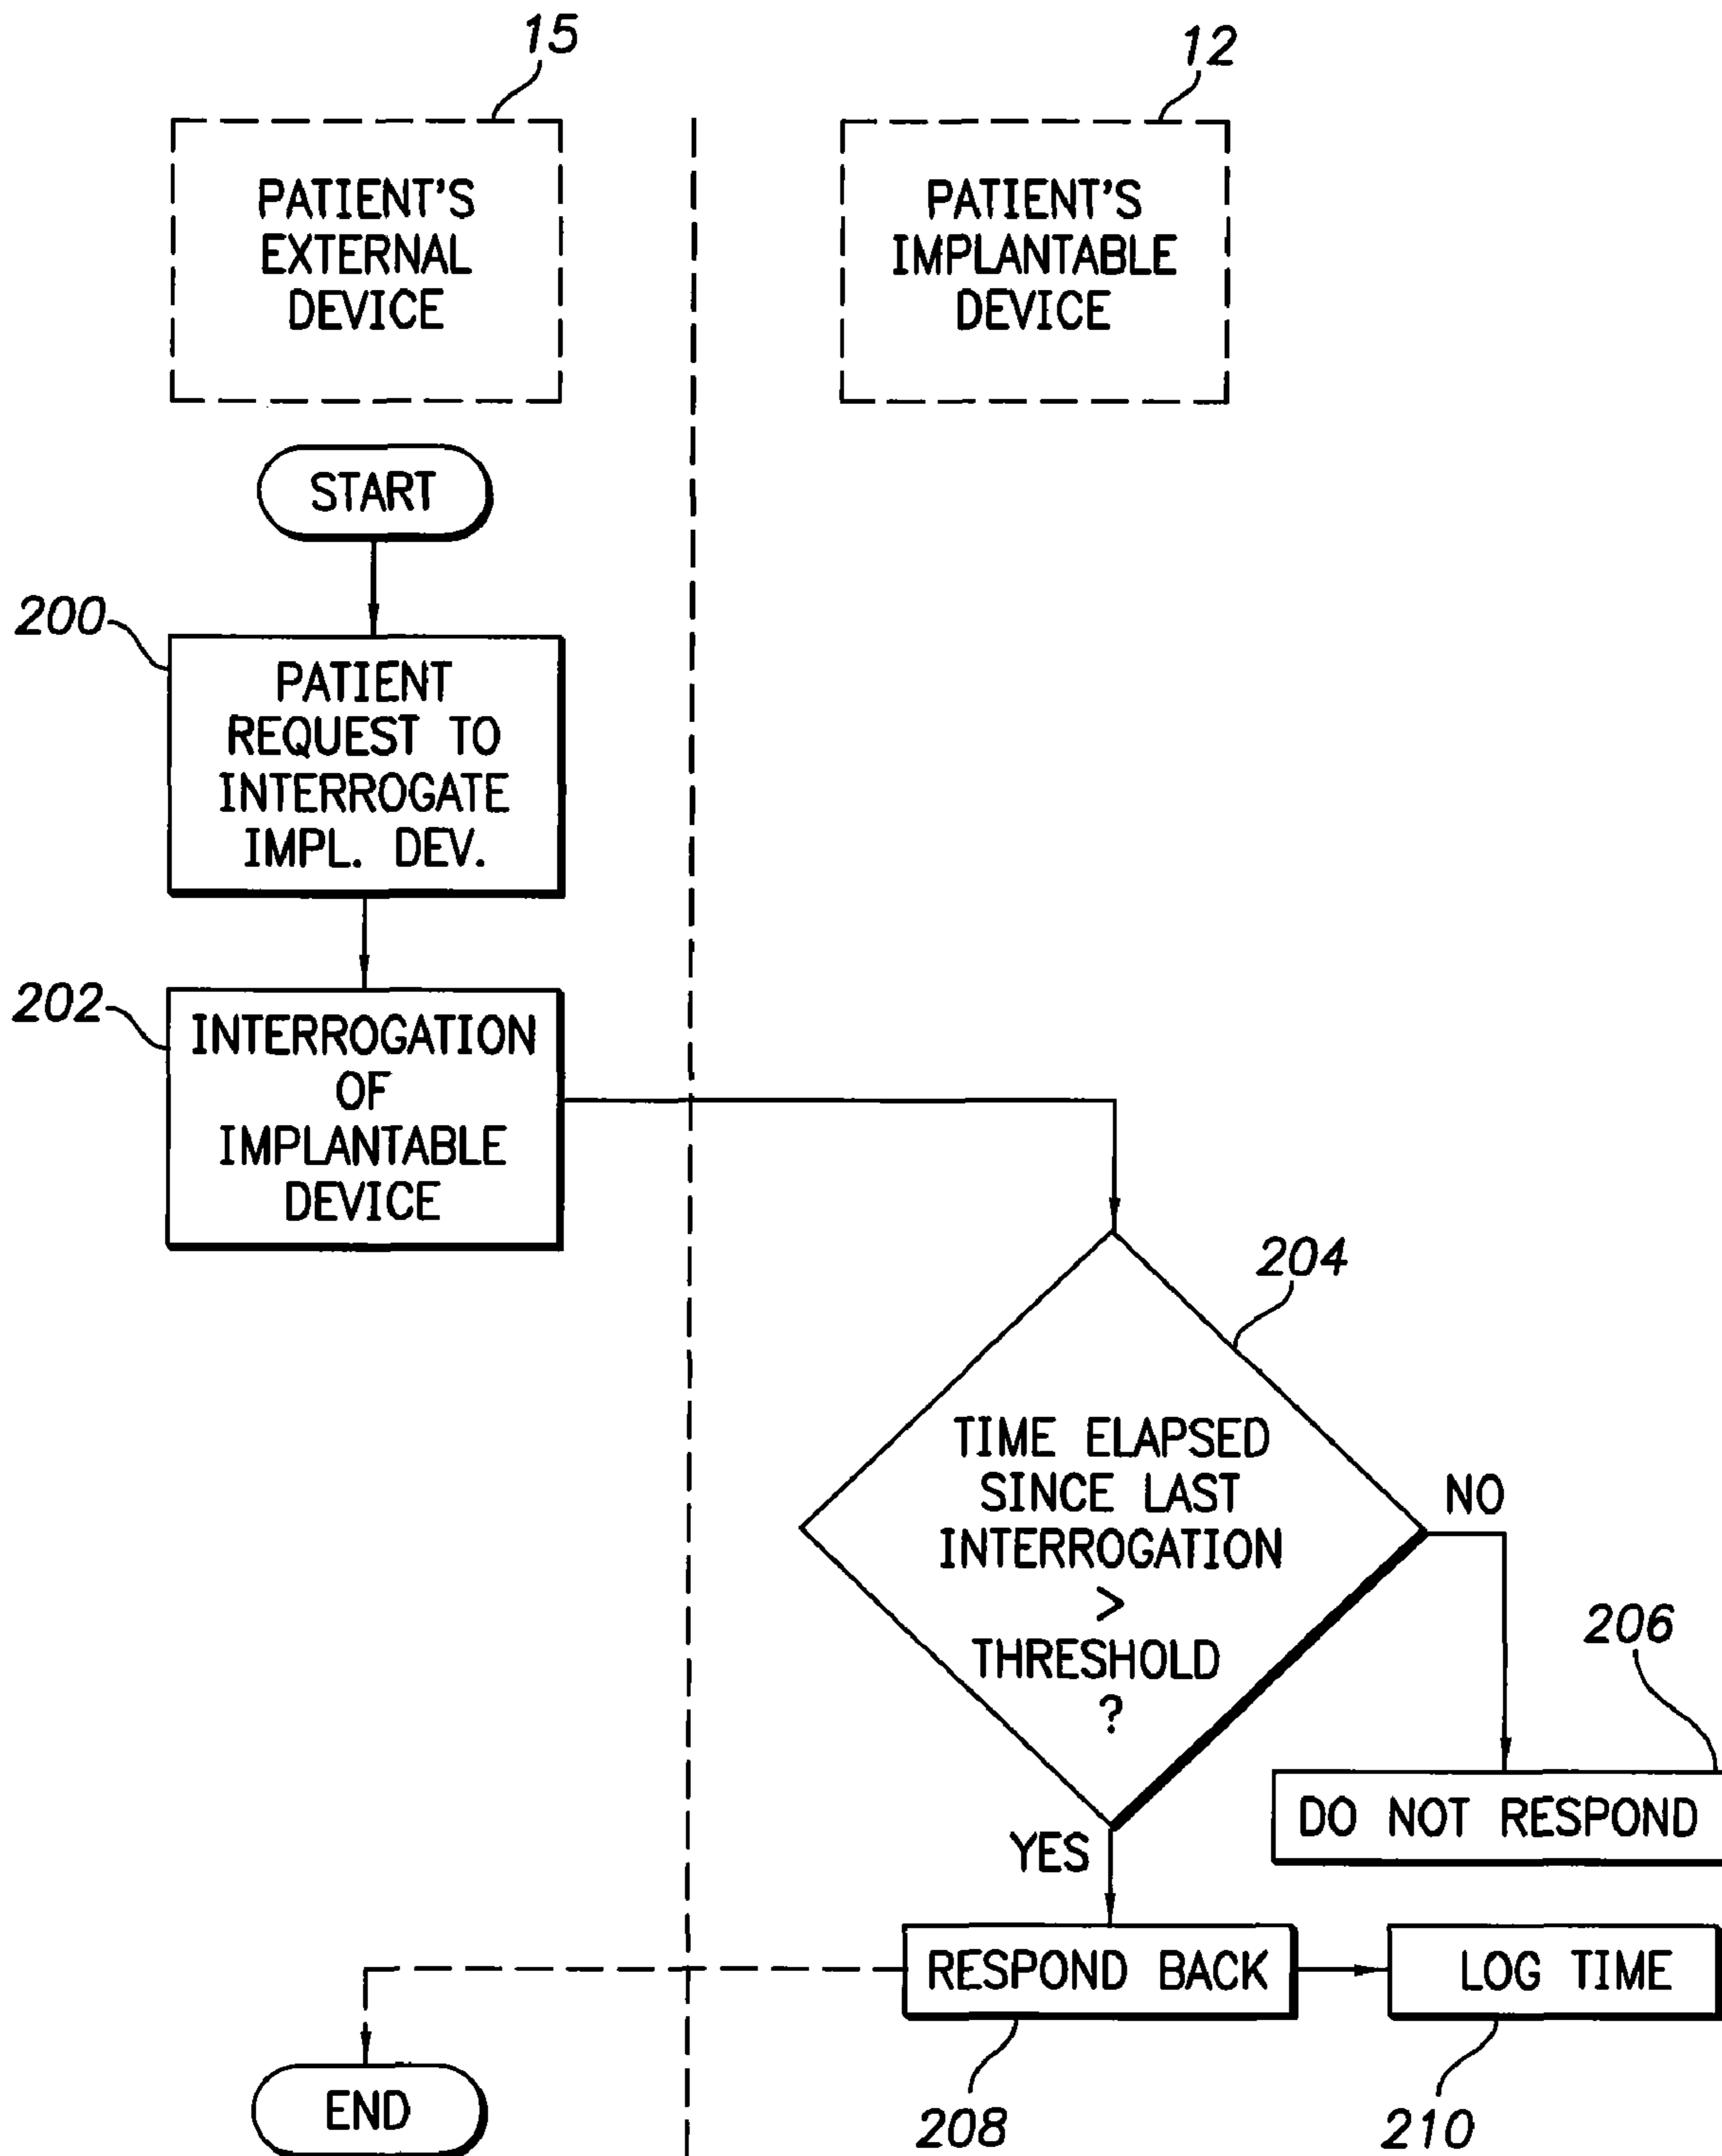 15
12
PATIENT'S
EXTERNAL
DEVICE
PATIENT'S
IMPLANTABLE
DEVICE
START
200
PATIENT
REQUEST TO
INTERROGATE
IMPL. DEV.
202
INTERROGATION
OF
IMPLANTABLE
DEVICE
204
TIME ELAPSED
SINCE LAST
INTERROGATION
>
THRESHOLD
?
NO
206
DO NOT RESPOND
YES
RESPOND BACK
LOG TIME
END
208
210